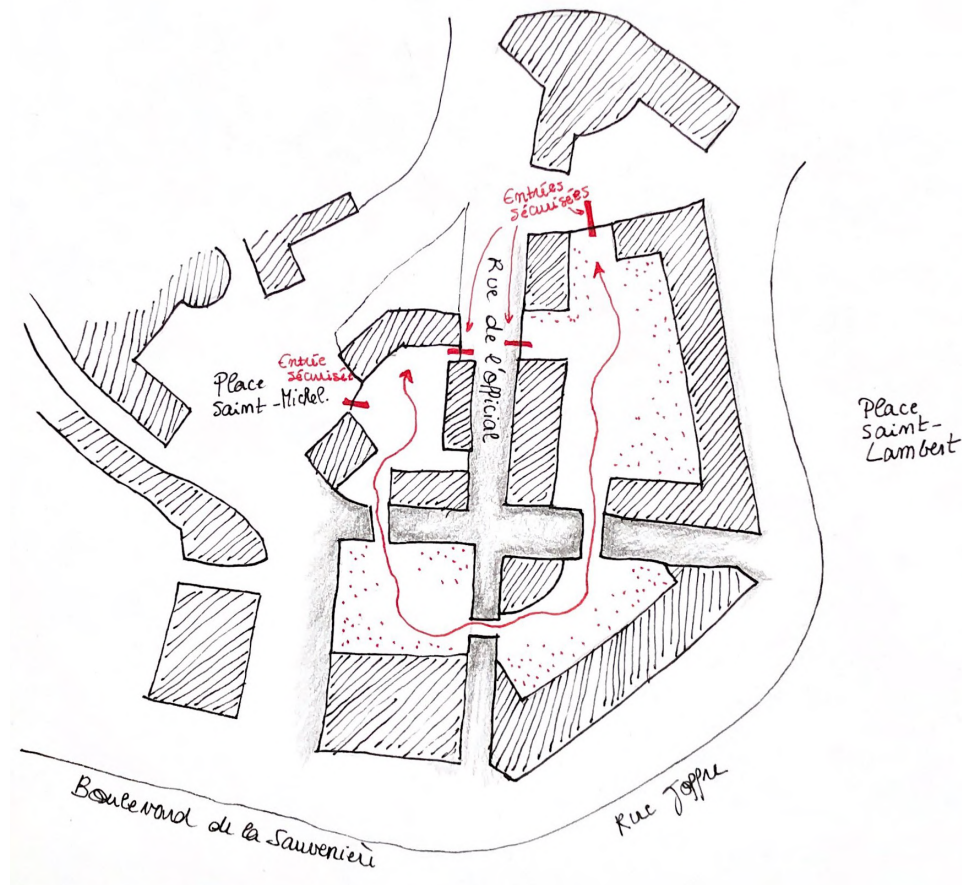 Entrées
sécurisées
Rue de l'official
Entrée
sécurisée
Place
Saint-Michel.
Place
Saint-
Lambert
Boulevard de la Sauvenière
Rue Joffre